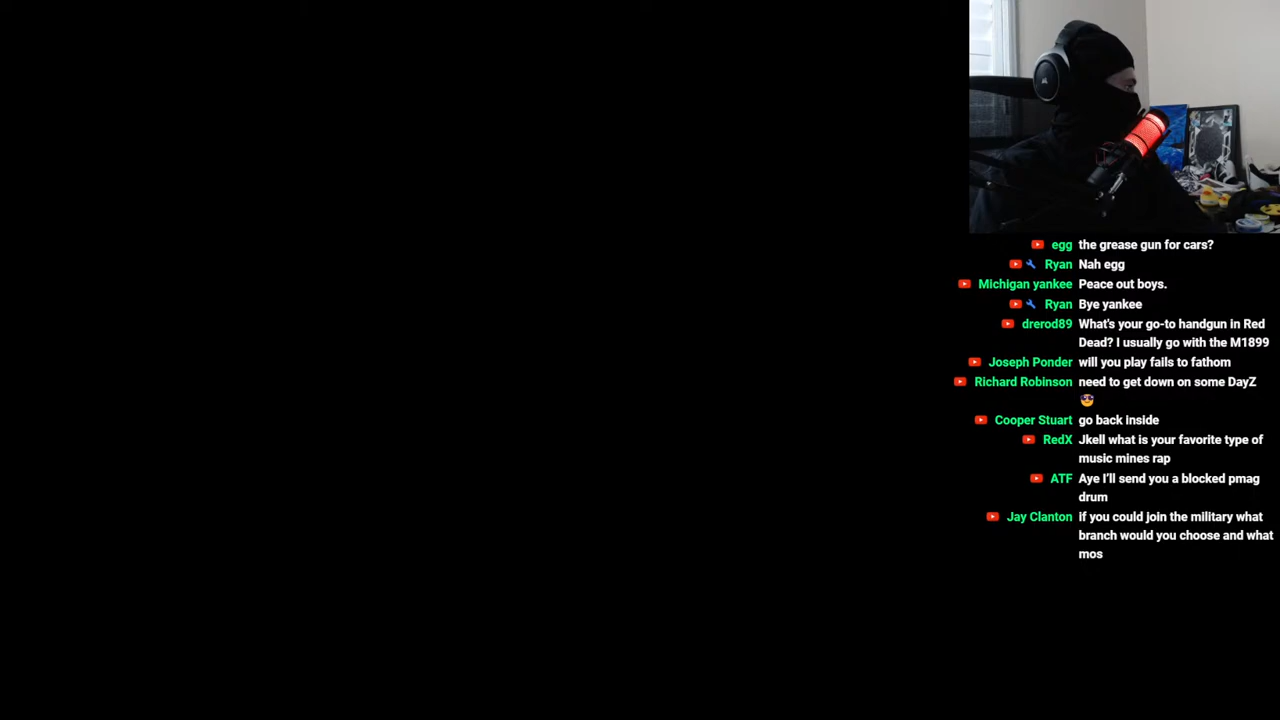 egg the grease gun for cars?
Ryan Nah egg
Michigan yankee Peace out boys.
Ryan Bye yankee
drerod89 What's your go-to handgun in Red
Dead? I usually go with the M1899
Joseph Ponder will you play fails to fathom
Richard Robinson need to get down on some DayZ
Cooper Stuart go back inside
RedX Jkell what is your favorite type of
music mines rap
ATF Aye I'll send you a blocked pmag
drum
Jay Clanton if you could join the military what
branch would you choose and what
mos